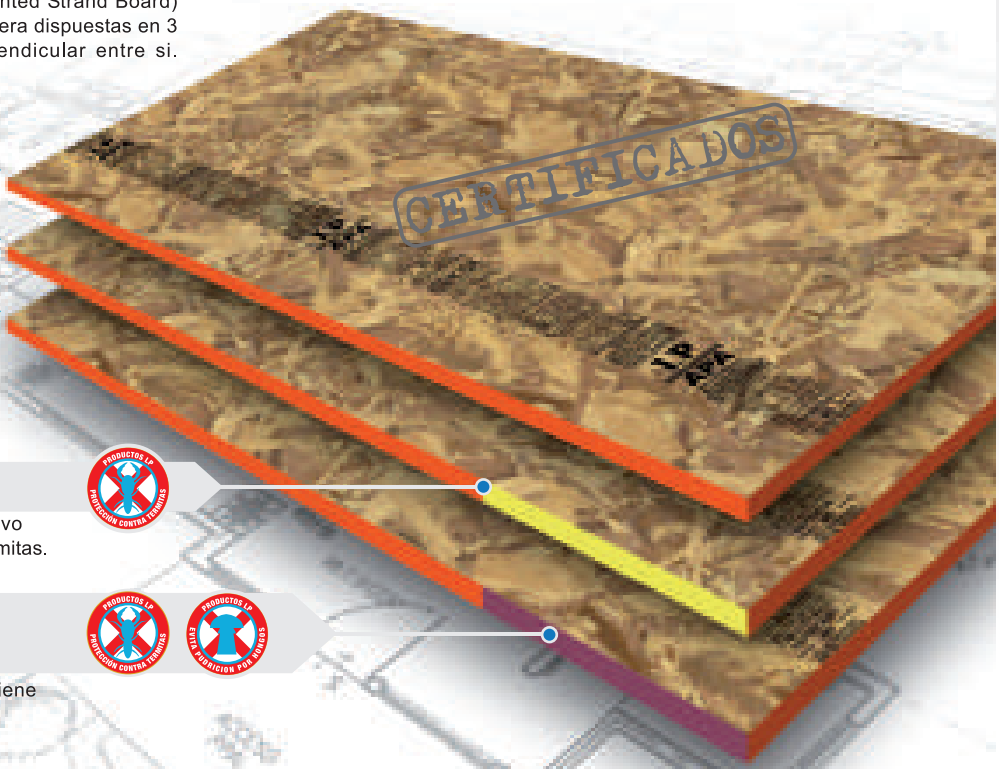 nted Strand Board)
era dispuestas en 3
endicular entre si.
CERTIFICADOS
PRODUCTOS LP
PROTECCIÓN CONTRA TERMITAS
vo
mitas.
PRODUCTOS LP
PROTECCIÓN CONTRA TERMITAS
PRODUCTOS LP
EVITA PUDRICION POR HONGOS
iene